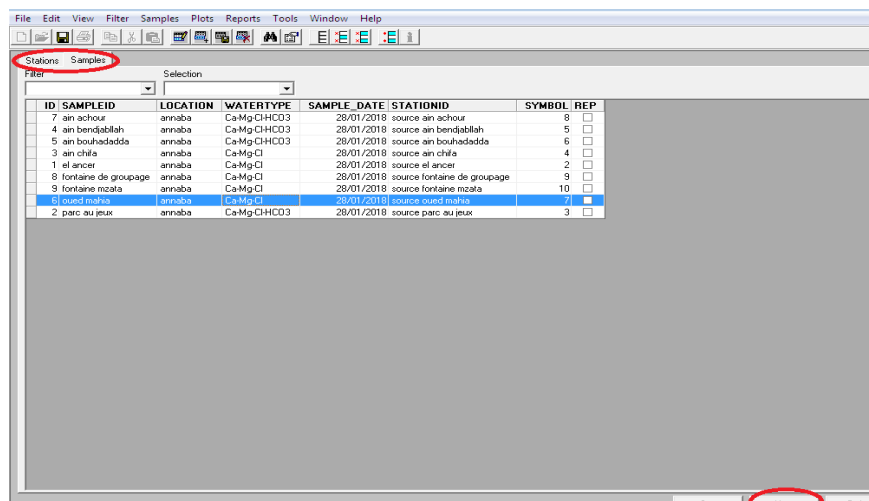 File Edit View Filter Samples Plots Reports Tools Window Help
Stations Samples
Filter Selection
ID SAMPLEID LOCATION WATERTYPE SAMPLE_DATE STATIONID SYMBOL REP
7 ain achour annaba Ca-Mg-Cl-HCO3 28/01/2018 source ain achour 8
4 ain bendjabllah annaba Ca-Mg-Cl-HCO3 28/01/2018 source ain bendjabllah 5
5 ain bouhadadda annaba Ca-Mg-Cl-HCO3 28/01/2018 source ain bouhadadda 6
3 ain chifa annaba Ca-Mg-Cl 28/01/2018 source ain chifa 4
1 el ancer annaba Ca-Mg-Cl 28/01/2018 source el ancer 2
8 fontaine de groupage annaba Ca-Mg-Cl 28/01/2018 source fontaine de groupage 9
9 fontaine mzata annaba Ca-Mg-Cl 28/01/2018 source fontaine mzata 10
6 oued mahia annaba Ca-Mg-Cl 28/01/2018 source oued mahia 7
2 parc au jeux annaba Ca-Mg-Cl-HCO3 28/01/2018 source parc au jeux 3